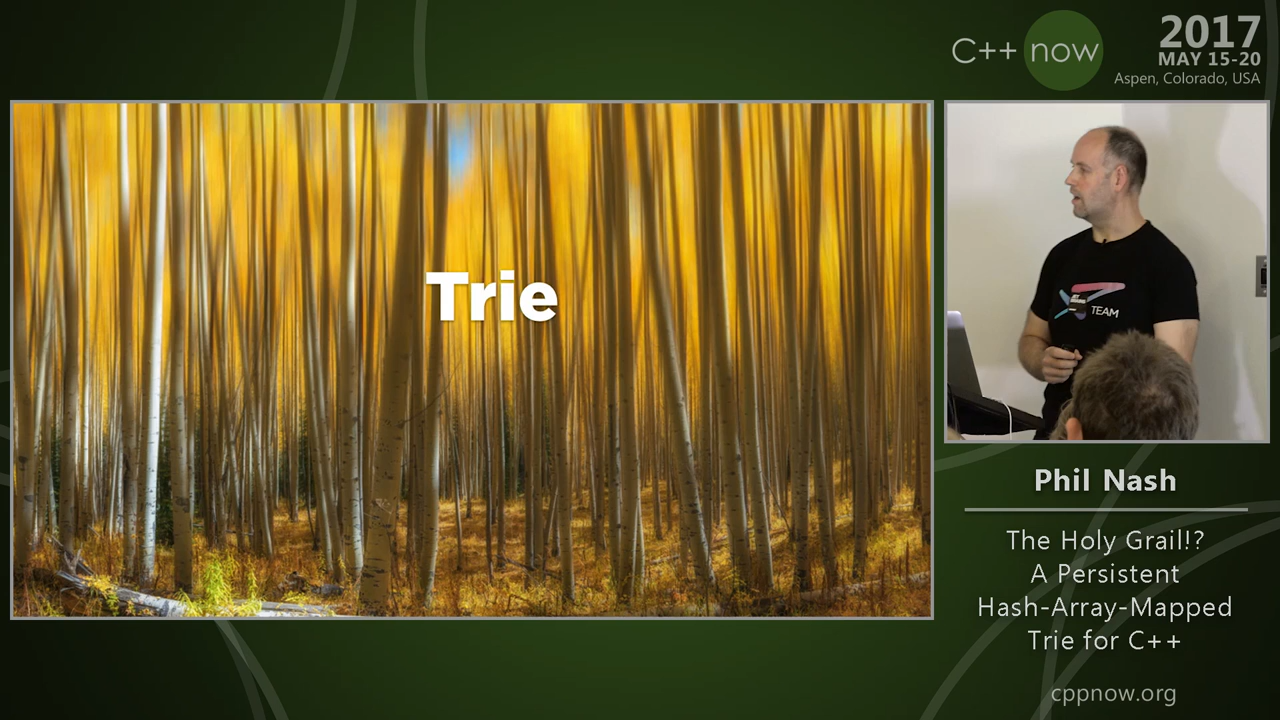 C++ now
2017
MAY 15-20
Aspen, Colorado, USA
Trie
TEAM
Phil Nash
The Holy Grail!?
A Persistent
Hash-Array-Mapped
Trie for C++
cppnow.org